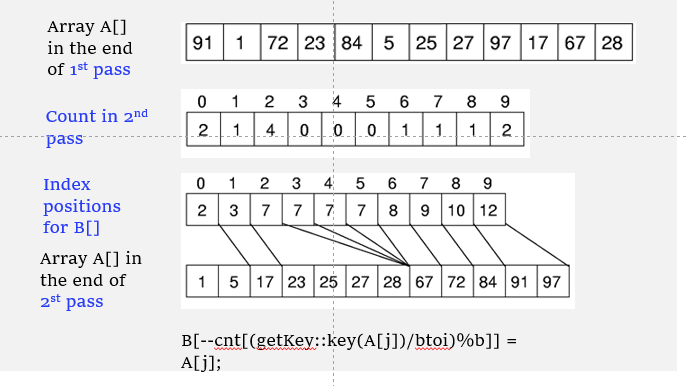 Array A[]
in the end
of 1st pass
91 1 72 23 84 5 25 27 97 17 67 28
Count in 2nd
pass
0 1 2 3 4 5 6 7 8 9
2 1 4 0 0 0 1 1 1 2
Index
positions
for B[]
0 1 2 3 4 5 6 7 8 9
2 3 7 7 7 7 8 9 10 12
Array A[] in
the end of
2st pass
1 5 17 23 25 27 28 67 72 84 91 97
B[--cnt[(getKey::key(A[j])/btoi)%b]] =
A[j];